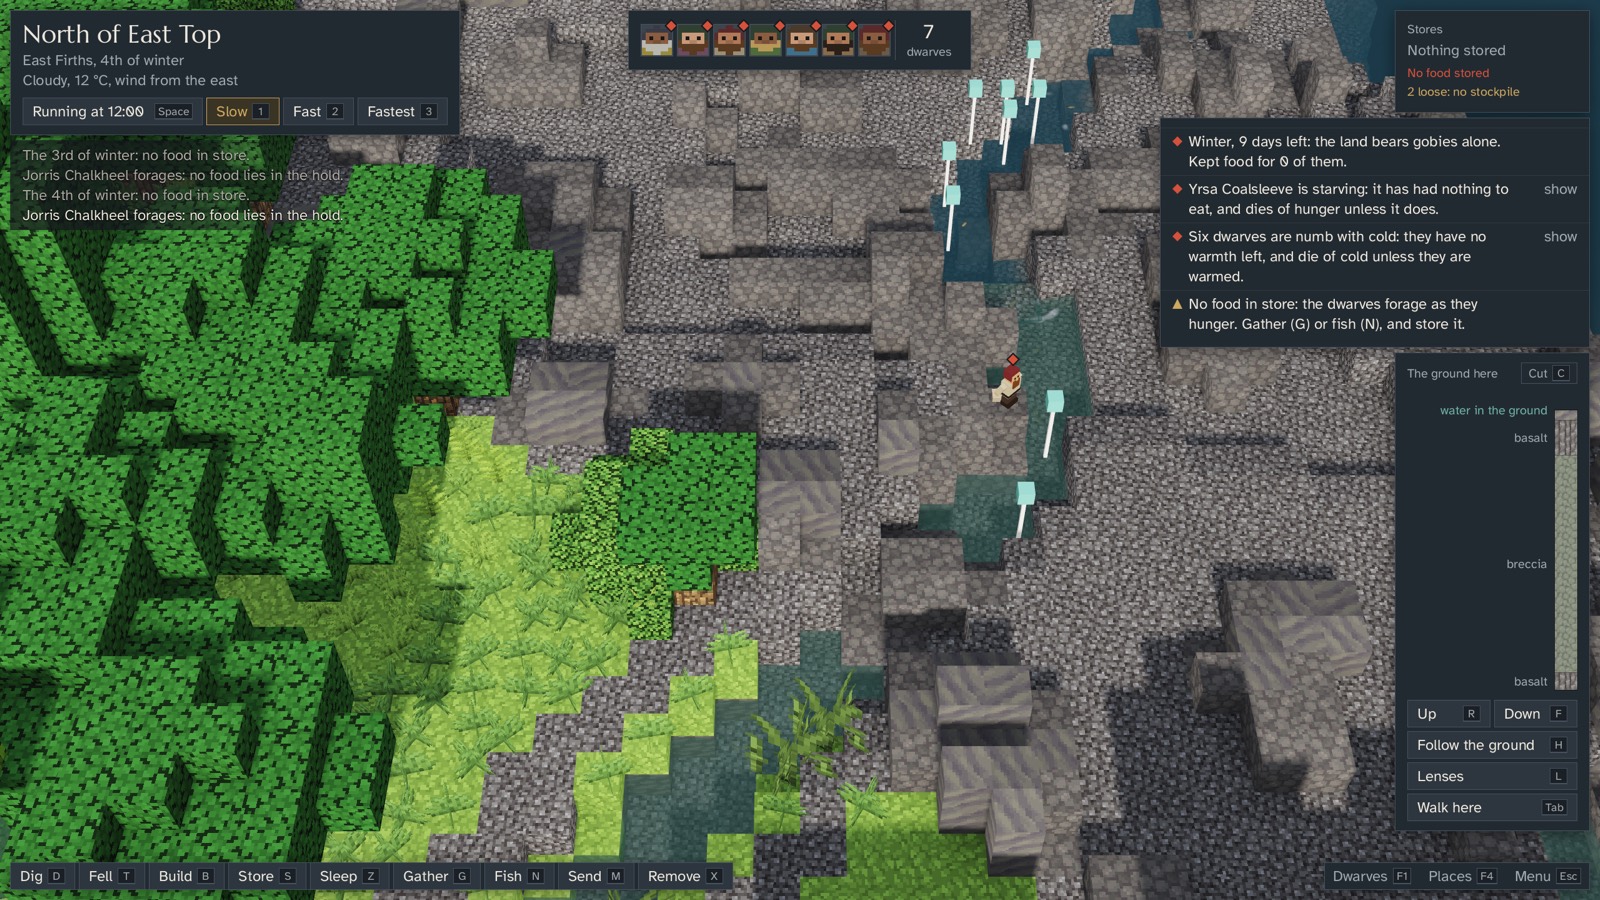 North of East Top
East Firths, 4th of winter
Cloudy, 12 °C, wind from the east
Running at 12:00 Space
Slow 1
Fast 2
Fastest 3
The 3rd of winter: no food in store.
Jorris Chalkheel forages: no food lies in the hold.
The 4th of winter: no food in store.
Jorris Chalkheel forages: no food lies in the hold.
7
dwarves
Stores
Nothing stored
No food stored
2 loose: no stockpile
Winter, 9 days left: the land bears gobies alone.
Kept food for 0 of them.
Yrsa Coalsleeve is starving: it has had nothing to
eat, and dies of hunger unless it does.
show
Six dwarves are numb with cold: they have no
warmth left, and die of cold unless they are
warmed.
show
No food in store: the dwarves forage as they
hunger. Gather (G) or fish (N), and store it.
The ground here
Cut C
water in the ground
basalt
breccia
basalt
Up R
Down F
Follow the ground H
Lenses L
Walk here Tab
Dig D
Fell T
Build B
Store S
Sleep Z
Gather G
Fish N
Send M
Remove X
Dwarves F1
Places F4
Menu Esc